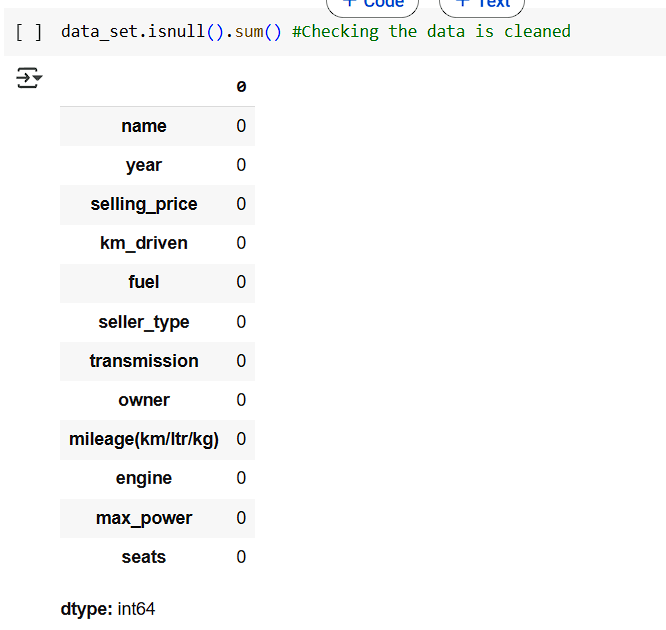 + Code + Text
[ ] data_set.isnull().sum() #Checking the data is cleaned
0
name 0
year 0
selling_price 0
km_driven 0
fuel 0
seller_type 0
transmission 0
owner 0
mileage(km/ltr/kg) 0
engine 0
max_power 0
seats 0
dtype: int64